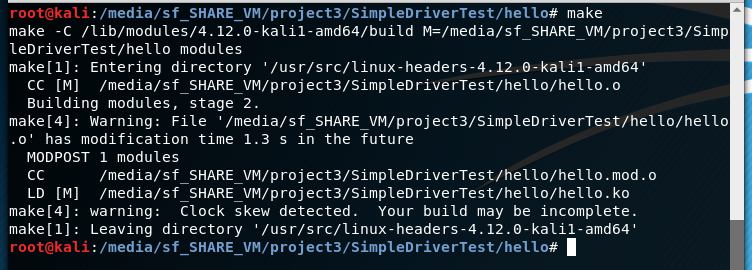 root@kali:/media/sf_SHARE_VM/project3/SimpleDriverTest/hello# make
make -C /lib/modules/4.12.0-kali1-amd64/build M=/media/sf_SHARE_VM/project3/Simp
leDriverTest/hello modules
make[1]: Entering directory '/usr/src/linux-headers-4.12.0-kali1-amd64'
  CC [M]  /media/sf_SHARE_VM/project3/SimpleDriverTest/hello/hello.o
  Building modules, stage 2.
make[4]: Warning: File '/media/sf_SHARE_VM/project3/SimpleDriverTest/hello/hello
.o' has modification time 1.3 s in the future
  MODPOST 1 modules
  CC      /media/sf_SHARE_VM/project3/SimpleDriverTest/hello/hello.mod.o
  LD [M]  /media/sf_SHARE_VM/project3/SimpleDriverTest/hello/hello.ko
make[4]: warning:  Clock skew detected.  Your build may be incomplete.
make[1]: Leaving directory '/usr/src/linux-headers-4.12.0-kali1-amd64'
root@kali:/media/sf_SHARE_VM/project3/SimpleDriverTest/hello#